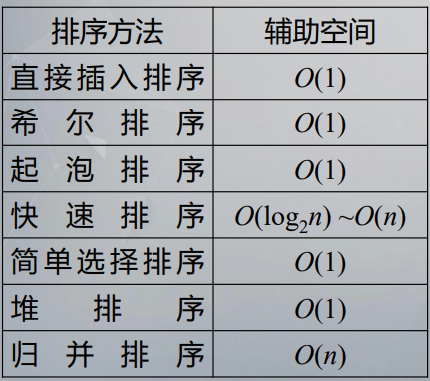 排序方法 辅助空间
直接插入排序 O(1)
希尔排序 O(1)
起泡排序 O(1)
快速排序 O(log₂n) ~O(n)
简单选择排序 O(1)
堆排序 O(1)
归并排序 O(n)